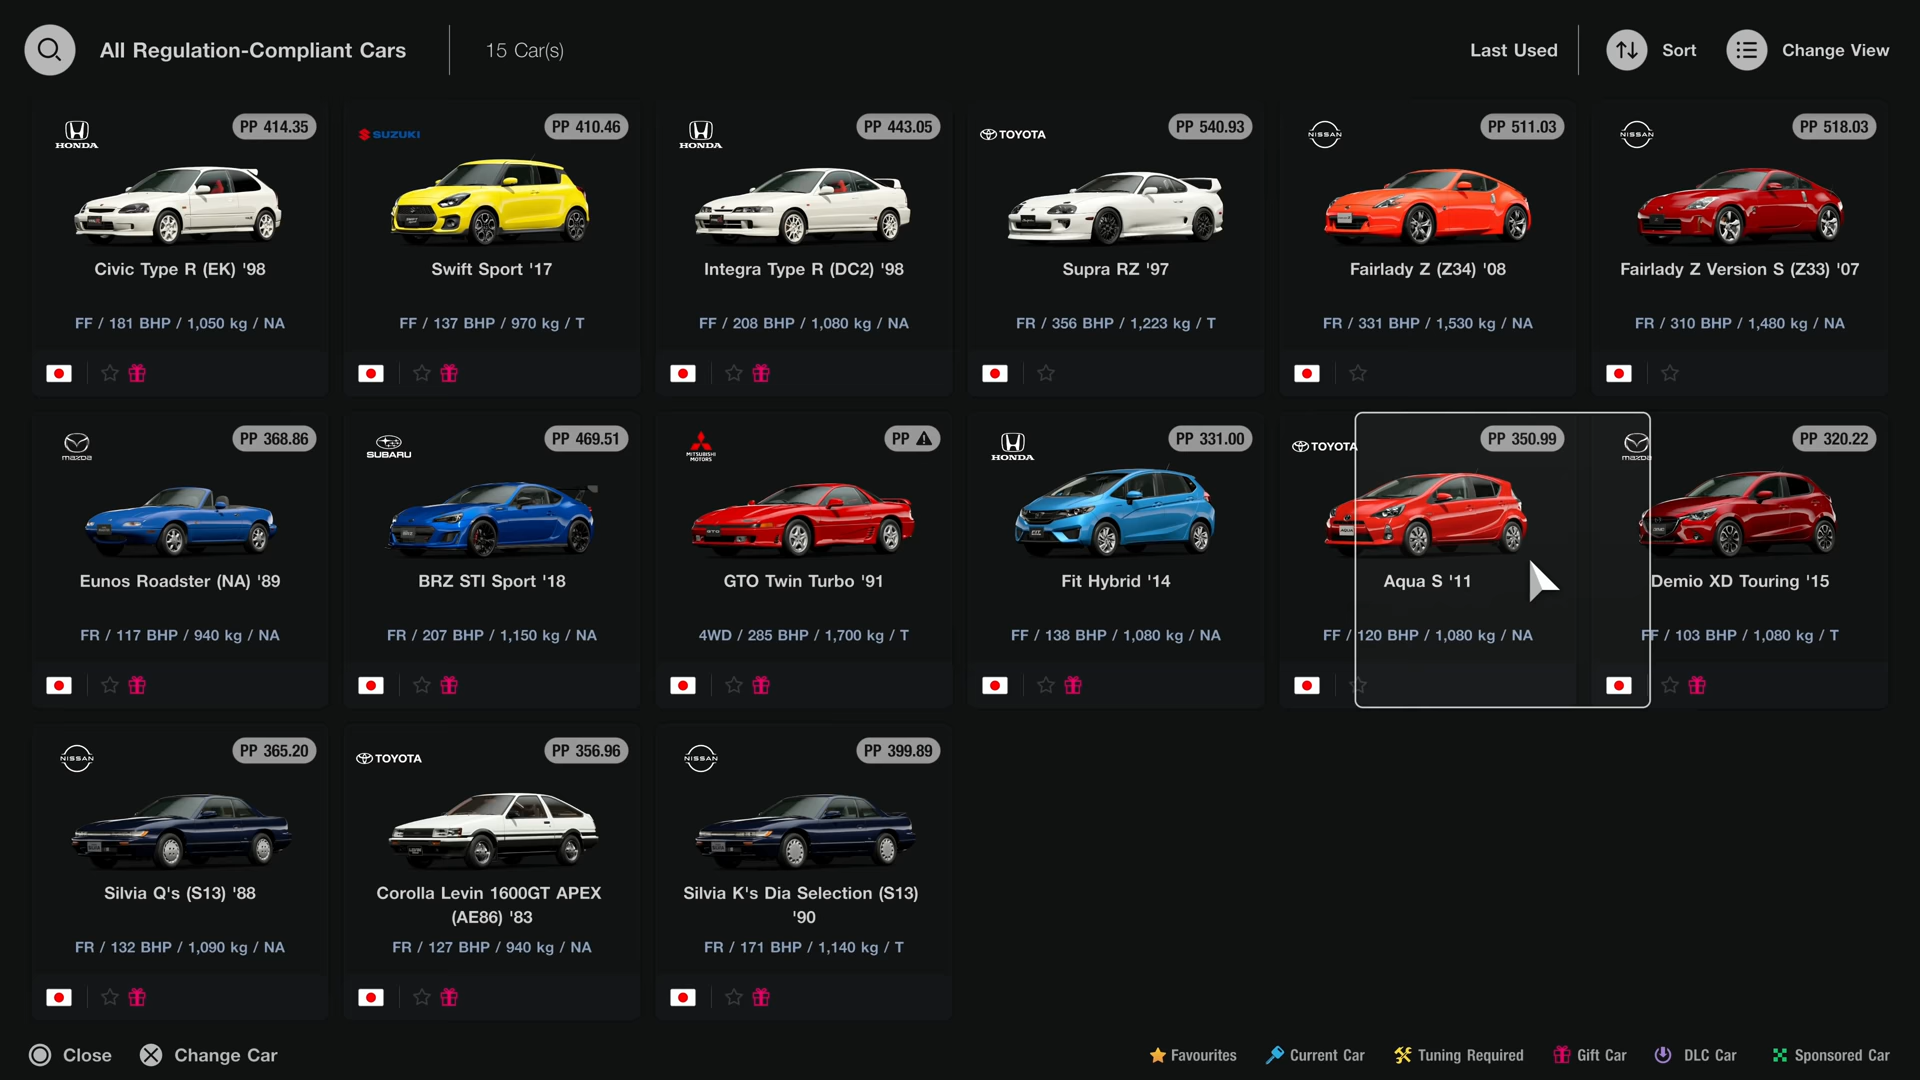 All Regulation-Compliant Cars
15 Car(s)
Last Used
Sort
Change View
HONDA
PP 414.35
Civic Type R (EK) '98
FF / 181 BHP / 1,050 kg / NA
SUZUKI
PP 410.46
Swift Sport '17
FF / 137 BHP / 970 kg / T
HONDA
PP 443.05
Integra Type R (DC2) '98
FF / 208 BHP / 1,080 kg / NA
TOYOTA
PP 540.93
Supra RZ '97
FR / 356 BHP / 1,223 kg / T
NISSAN
PP 511.03
Fairlady Z (Z34) '08
FR / 331 BHP / 1,530 kg / NA
NISSAN
PP 518.03
Fairlady Z Version S (Z33) '07
FR / 310 BHP / 1,480 kg / NA
mazda
PP 368.86
Eunos Roadster (NA) '89
FR / 117 BHP / 940 kg / NA
SUBARU
PP 469.51
BRZ STI Sport '18
FR / 207 BHP / 1,150 kg / NA
MITSUBISHI
MOTORS
PP
GTO Twin Turbo '91
4WD / 285 BHP / 1,700 kg / T
HONDA
PP 331.00
Fit Hybrid '14
FF / 138 BHP / 1,080 kg / NA
TOYOTA
PP 350.99
AQUA
Aqua S '11
FF / 120 BHP / 1,080 kg / NA
mazda
PP 320.22
Demio XD Touring '15
FF / 103 BHP / 1,080 kg / T
NISSAN
PP 365.20
Silvia Q's (S13) '88
FR / 132 BHP / 1,090 kg / NA
TOYOTA
PP 356.96
Corolla Levin 1600GT APEX
(AE86) '83
FR / 127 BHP / 940 kg / NA
NISSAN
PP 399.89
Silvia K's Dia Selection (S13)
'90
FR / 171 BHP / 1,140 kg / T
Close
Change Car
Favourites
Current Car
Tuning Required
Gift Car
DLC Car
Sponsored Car